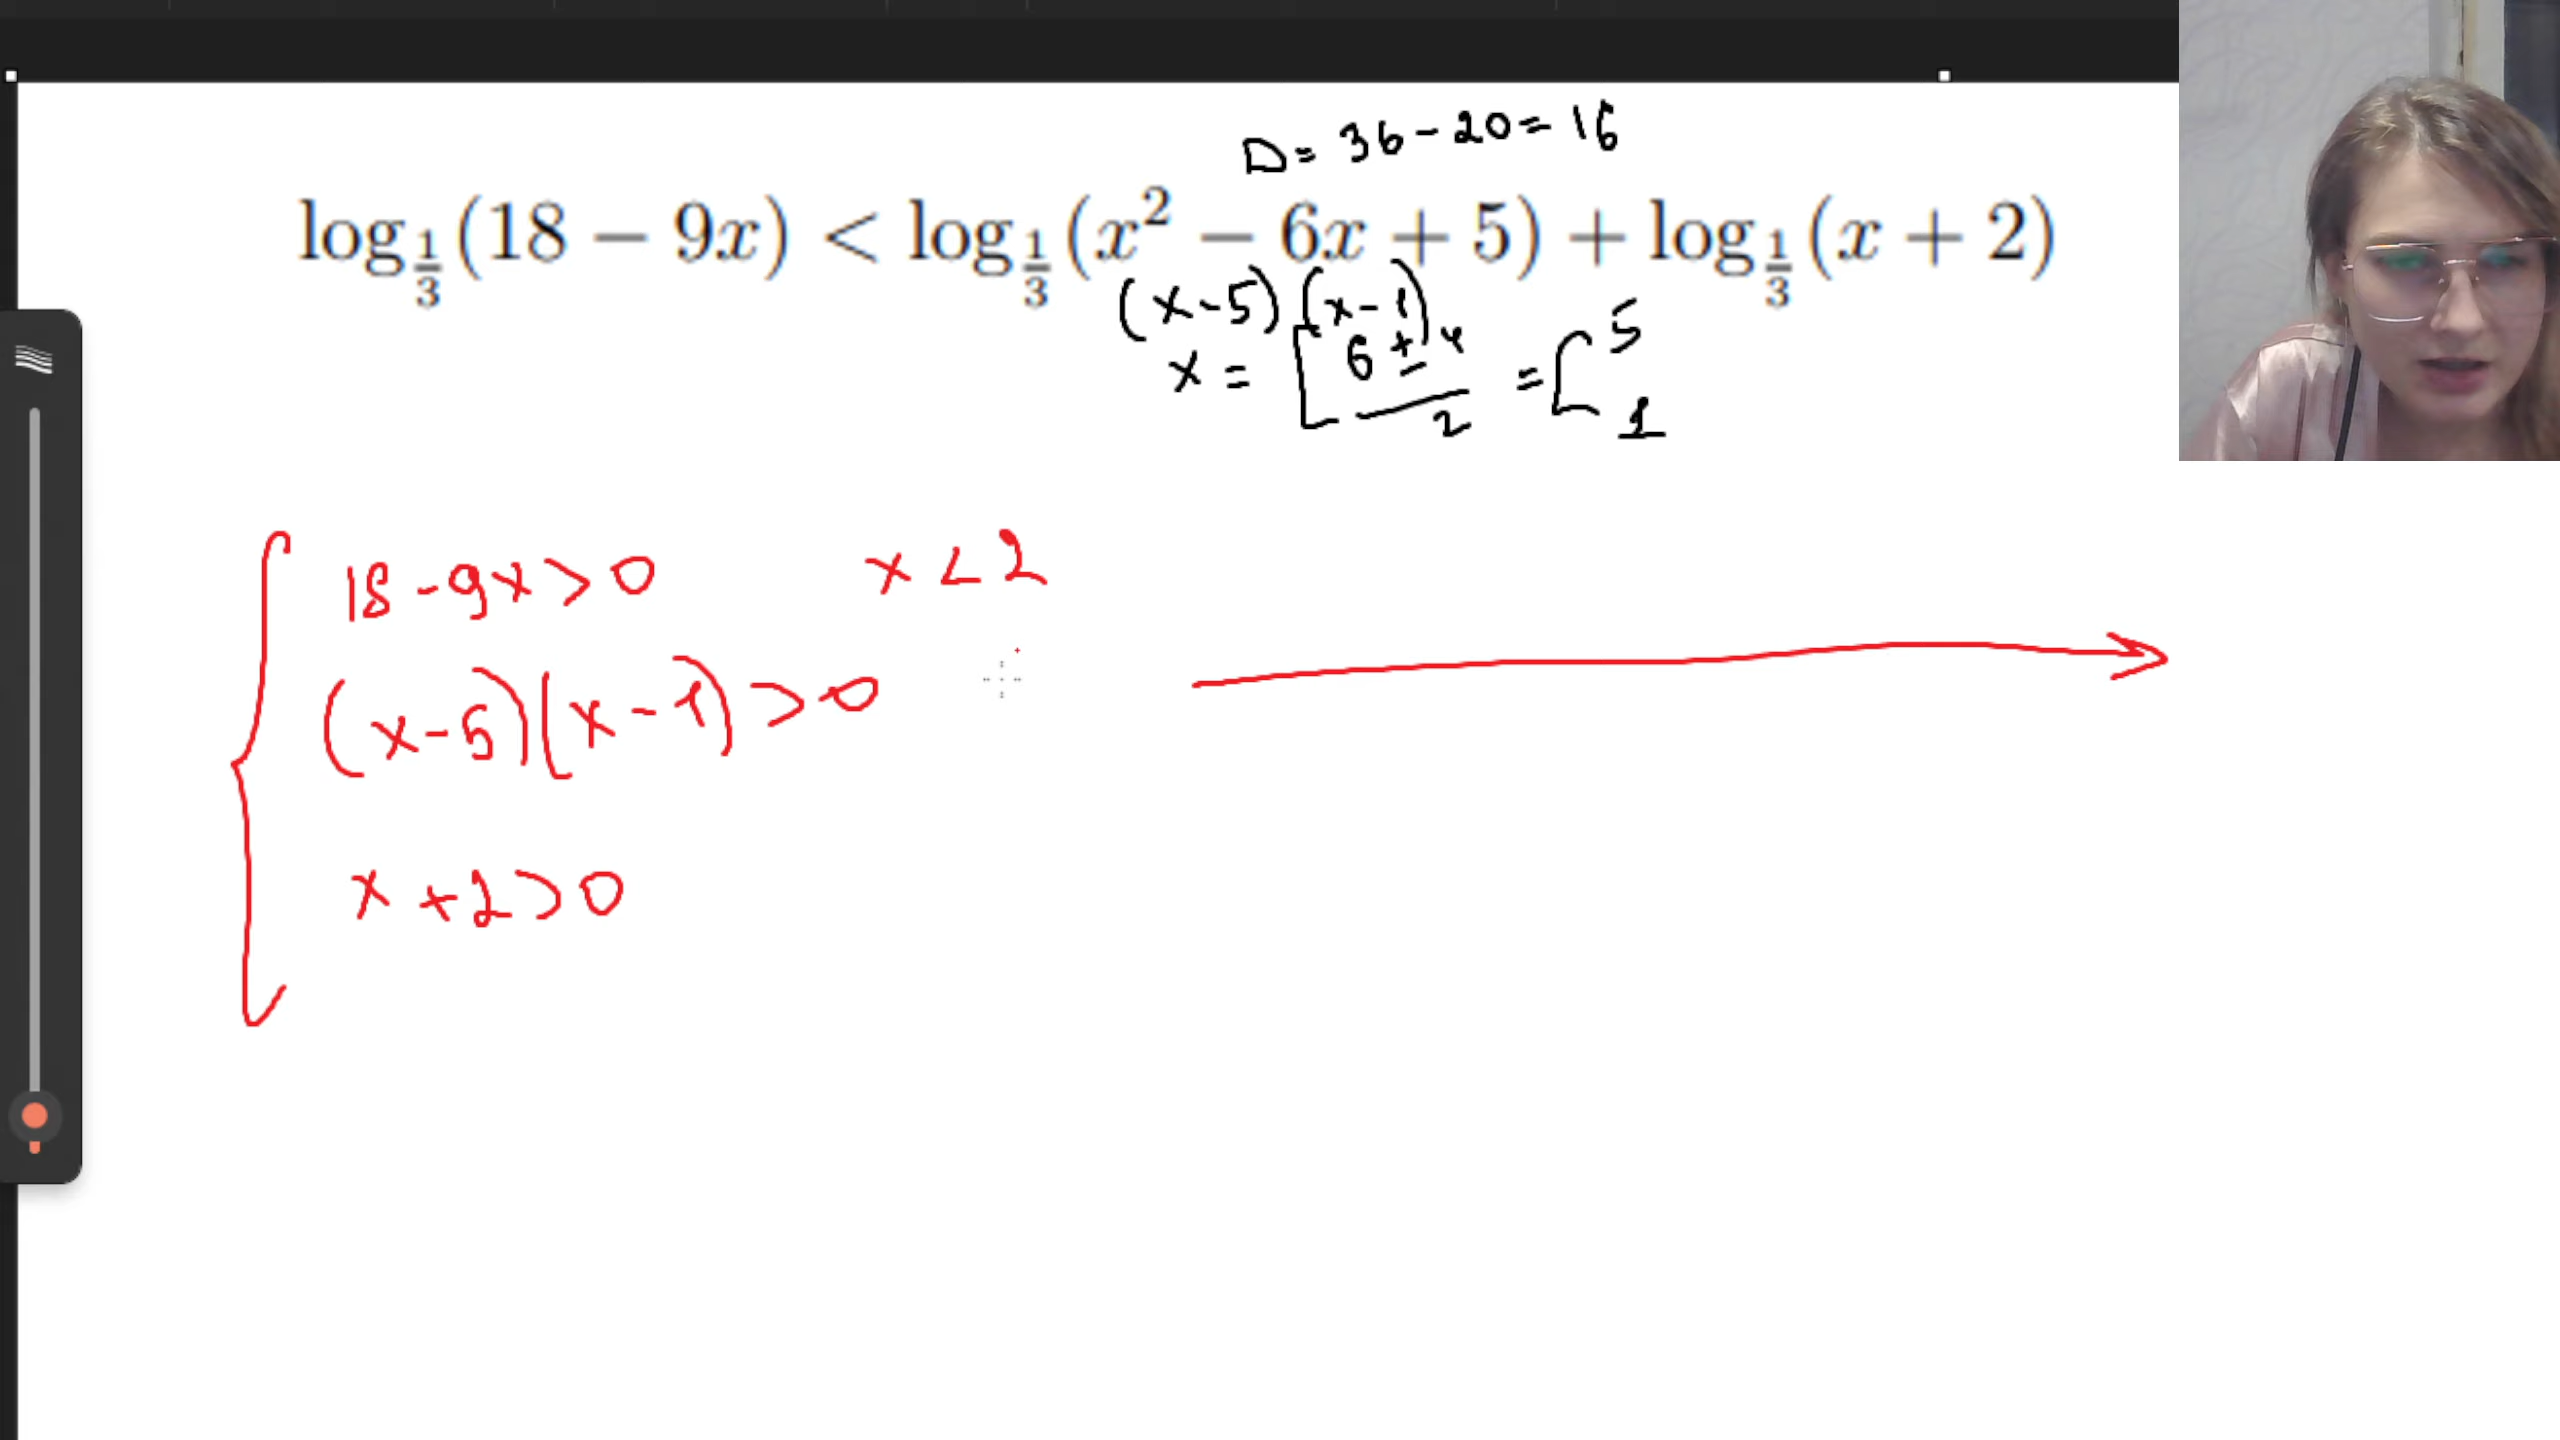 D = 36 - 20 = 16
log_{1/3}(18 − 9x) < log_{1/3}(x² − 6x + 5) + log_{1/3}(x + 2)
(x-5)(x-1)
x = [ (6 ± 4)/2 = [ 5 1
18 - 9x > 0 x < 2
(x-5)(x-1) > 0
x + 2 > 0